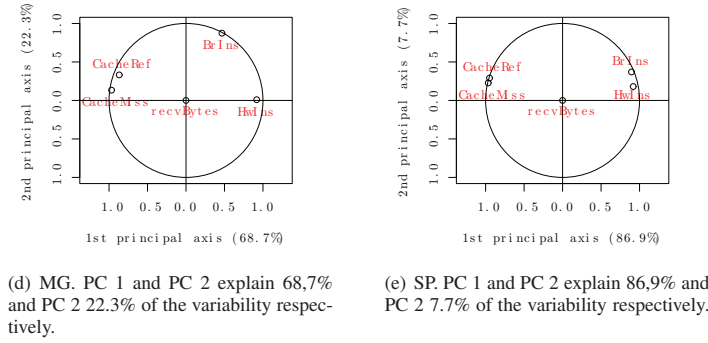 2nd principal axis (22.3%)
1.0 0.5 0.0 0.5 1.0
BrIns
CacheRef
CacheMss
recvBytes
HwIns
1.0 0.5 0.0 0.5 1.0
1st principal axis (68.7%)
(d) MG. PC 1 and PC 2 explain 68,7%
and PC 2 22.3% of the variability respec-
tively.
2nd principal axis (7.7%)
1.0 0.5 0.0 0.5 1.0
BrIns
CacheRef
CacheMss
HwIns
recvBytes
1.0 0.5 0.0 0.5 1.0
1st principal axis (86.9%)
(e) SP. PC 1 and PC 2 explain 86,9% and
PC 2 7.7% of the variability respectively.